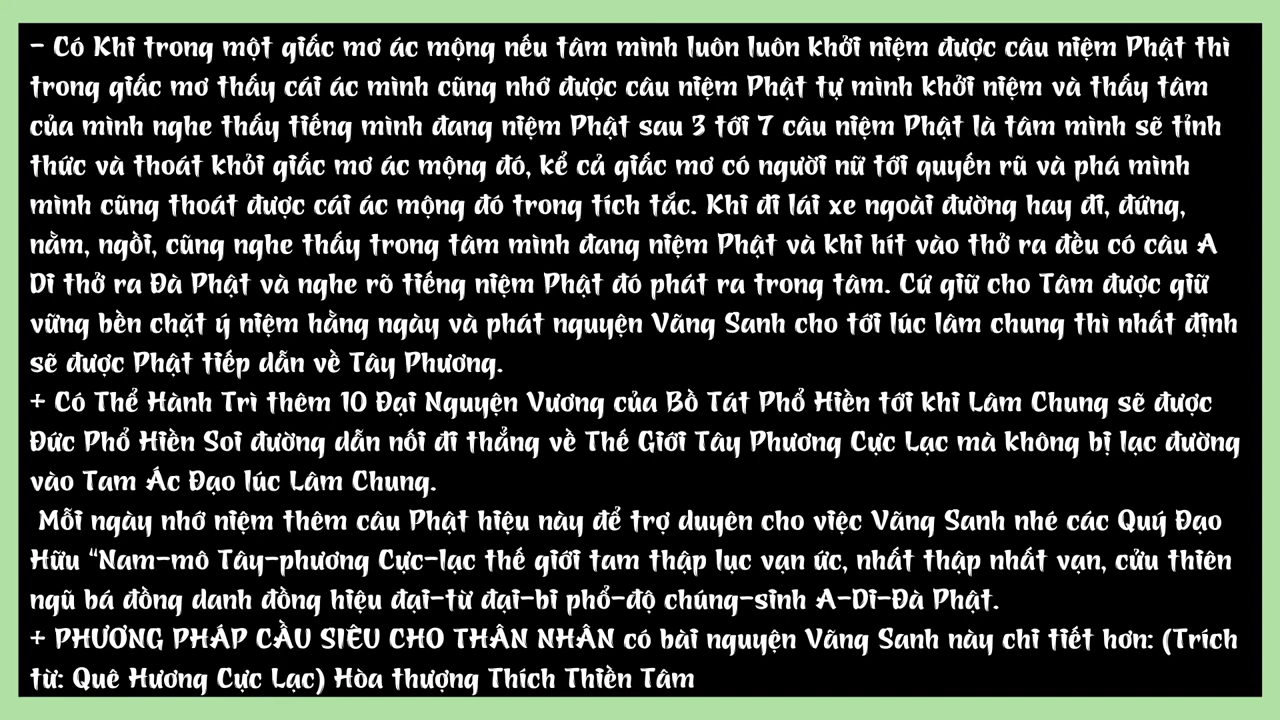 - Có Khi trong một giấc mơ ác mộng nếu tâm mình luôn luôn khởi niệm được câu niệm Phật thì
trong giấc mơ thấy cái ác mình cũng nhớ được câu niệm Phật tự mình khởi niệm và thấy tâm
của mình nghe thấy tiếng mình đang niệm Phật sau 3 tới 7 câu niệm Phật là tâm mình sẽ tỉnh
thức và thoát khỏi giấc mơ ác mộng đó, kể cả giấc mơ có người nữ tới quyến rũ và phá mình
mình cũng thoát được cái ác mộng đó trong tích tắc. Khi đi lái xe ngoài đường hay đi, đứng,
nằm, ngồi, cũng nghe thấy trong tâm mình đang niệm Phật và khi hít vào thở ra đều có câu A
Di thở ra Đà Phật và nghe rõ tiếng niệm Phật đó phát ra trong tâm. Cứ giữ cho Tâm được giữ
vững bền chặt ý niệm hằng ngày và phát nguyện Vãng Sanh cho tới lúc lâm chung thì nhất định
sẽ được Phật tiếp dẫn về Tây Phương.
+ Có Thể Hành Trì thêm 10 Đại Nguyện Vương của Bồ Tát Phổ Hiền tới khi Lâm Chung sẽ được
Đức Phổ Hiền Soi đường dẫn nối đi thẳng về Thế Giới Tây Phương Cực Lạc mà không bị lạc đường
vào Tam Ác Đạo lúc Lâm Chung.
Mỗi ngày nhớ niệm thêm câu Phật hiệu này để trợ duyên cho việc Vãng Sanh nhé các Quý Đạo
Hữu “Nam-mô Tây-phương Cực-lạc thế giới tam thập lục vạn ức, nhất thập nhất vạn, cửu thiên
ngũ bá đồng danh đồng hiệu đại-từ đại-bi phổ-độ chúng-sinh A-Di-Đà Phật.
+ PHƯƠNG PHÁP CẦU SIÊU CHO THÂN NHÂN có bài nguyện Vãng Sanh này chi tiết hơn: (Trích
từ: Quê Hương Cực Lạc) Hòa thượng Thích Thiền Tâm